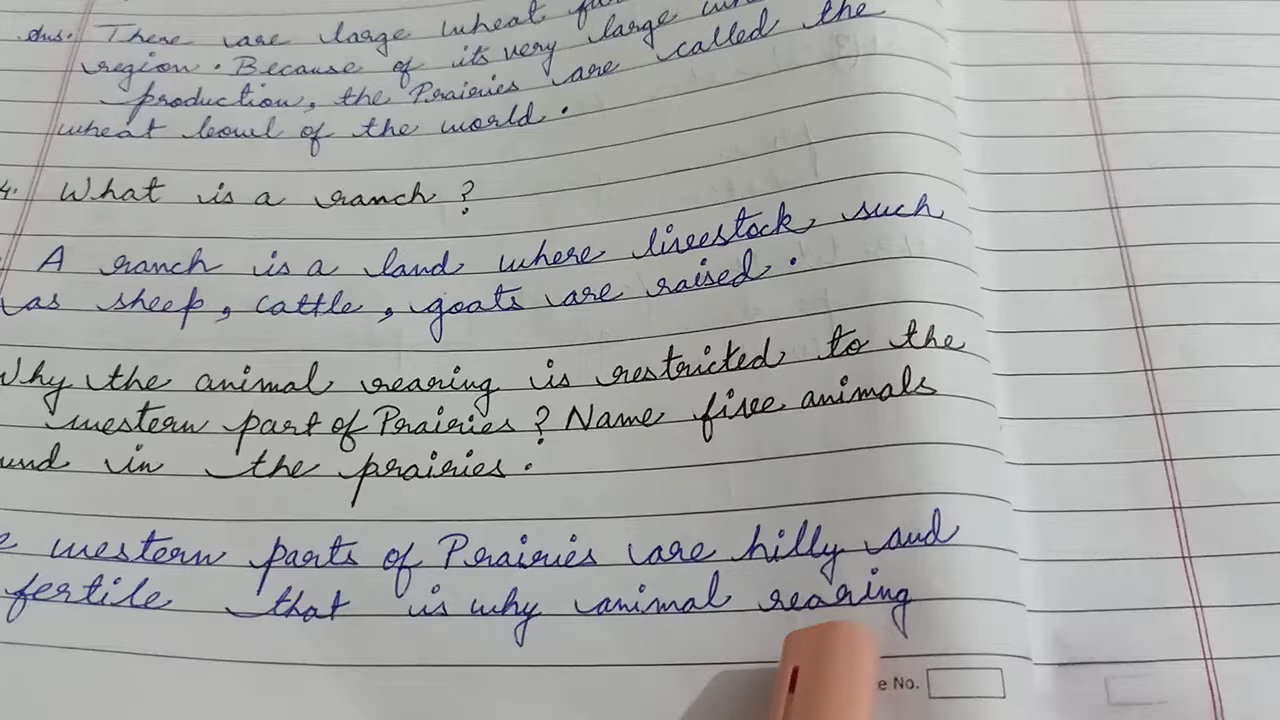 Ans. There are large wheat
region. Because of its very large
production, the Prairies are called the
wheat bowl of the world.
4. What is a ranch?
A ranch is a land where livestock, such
as sheep, cattle, goats are raised.
Why the animal rearing is restricted to the
western part of Prairies? Name five animals
und in the prairies.
e western parts of Prairies are hilly and
fertile that is why animal rearing
e No.